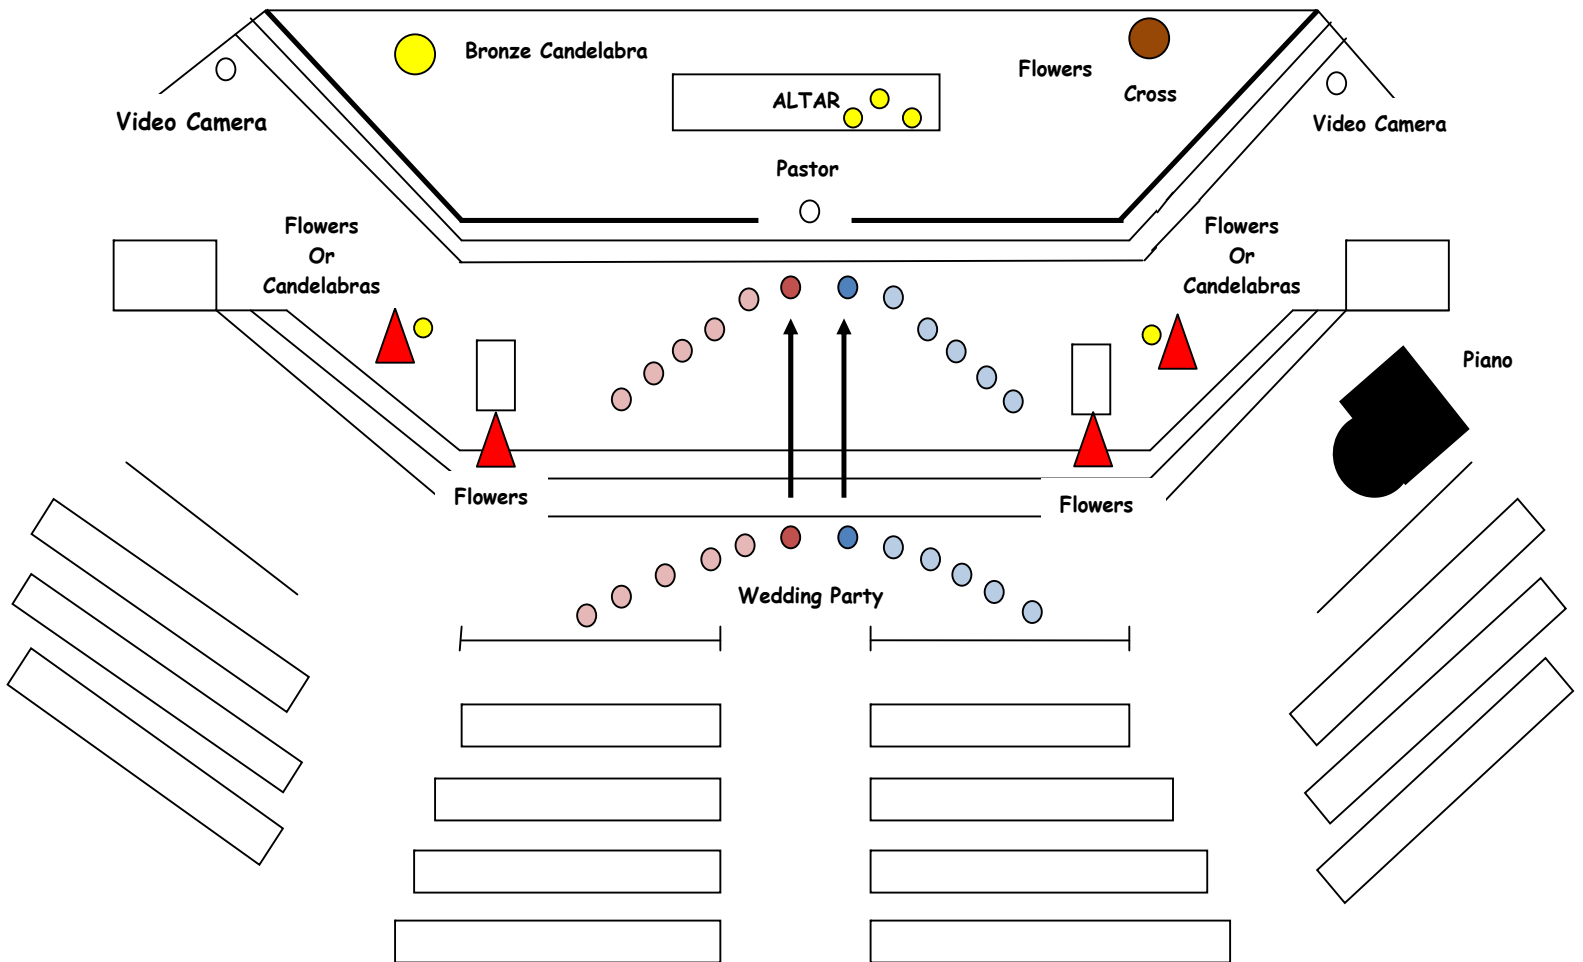 Bronze Candelabra
Flowers
Cross
ALTAR
Video Camera
Video Camera
Pastor
Flowers
Or
Candelabras
Flowers
Or
Candelabras
Piano
Flowers
Flowers
Wedding Party